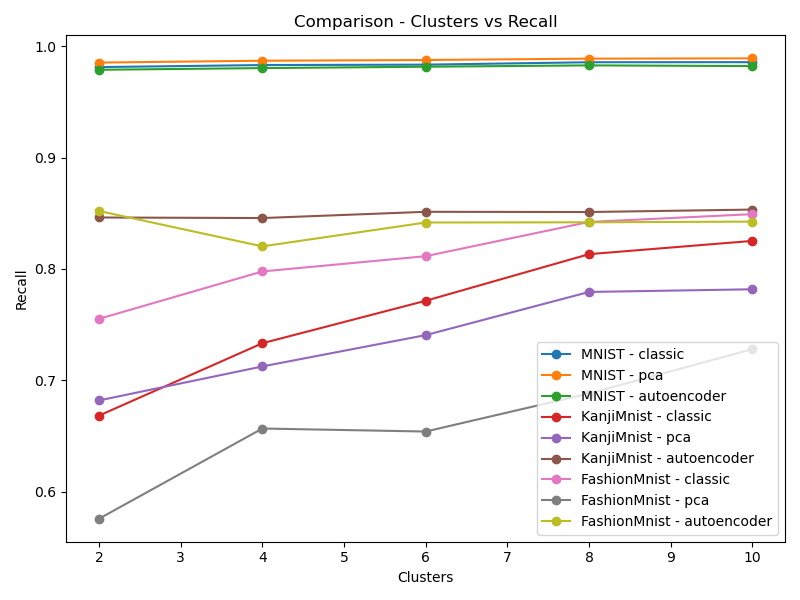 Comparison - Clusters vs Recall
1.0
0.9
0.8
0.7
0.6
Recall
2 3 4 5 6 7 8 9 10
Clusters
MNIST - classic
MNIST - pca
MNIST - autoencoder
KanjiMnist - classic
KanjiMnist - pca
KanjiMnist - autoencoder
FashionMnist - classic
FashionMnist - pca
FashionMnist - autoencoder